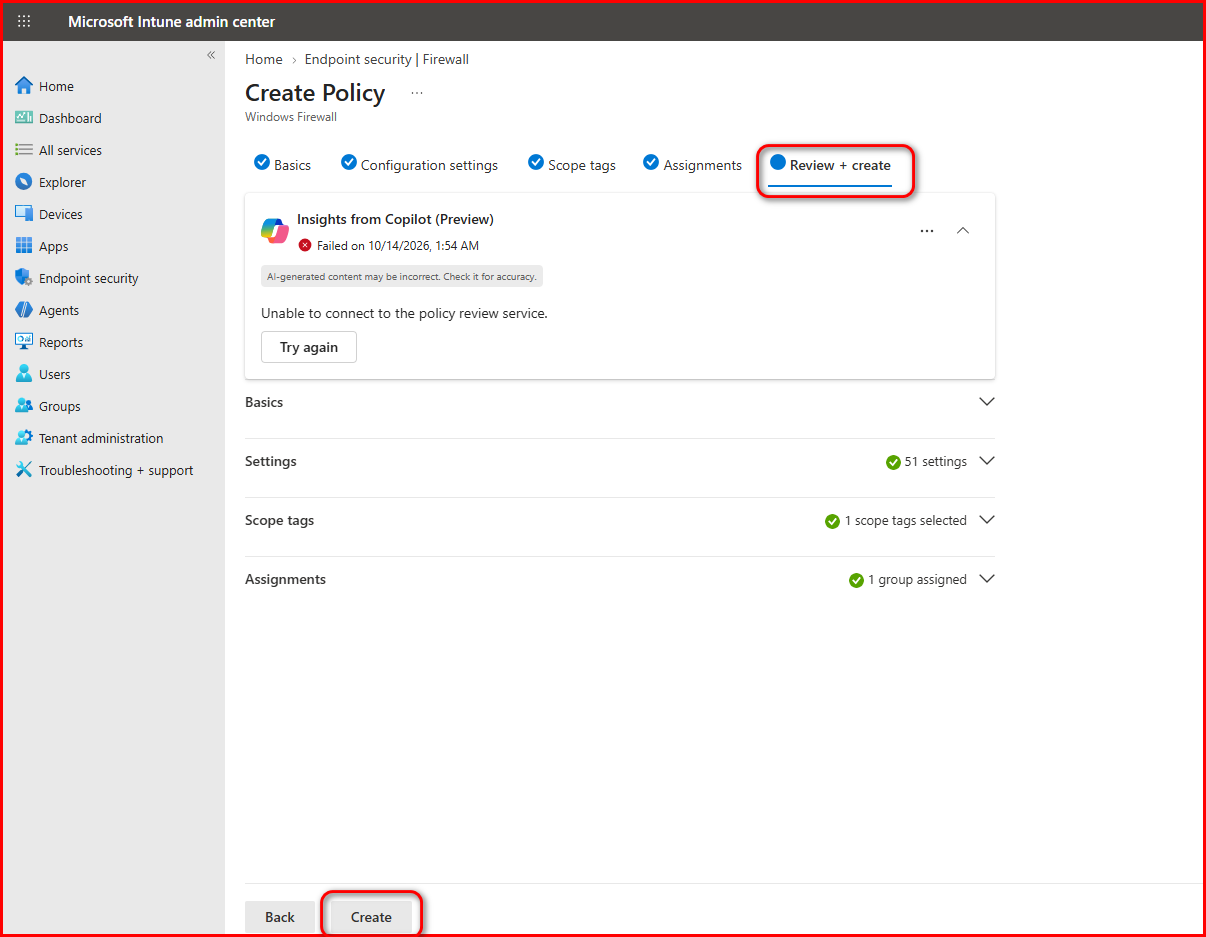 Microsoft Intune admin center
«
Home
Dashboard
All services
Explorer
Devices
Apps
Endpoint security
Agents
Reports
Users
Groups
Tenant administration
Troubleshooting + support
Home › Endpoint security | Firewall
Create Policy ...
Windows Firewall
Basics Configuration settings Scope tags Assignments Review + create
Insights from Copilot (Preview)
Failed on 10/14/2026, 1:54 AM
AI-generated content may be incorrect. Check it for accuracy.
Unable to connect to the policy review service.
Try again
Basics
Settings 51 settings
Scope tags 1 scope tags selected
Assignments 1 group assigned
Back Create